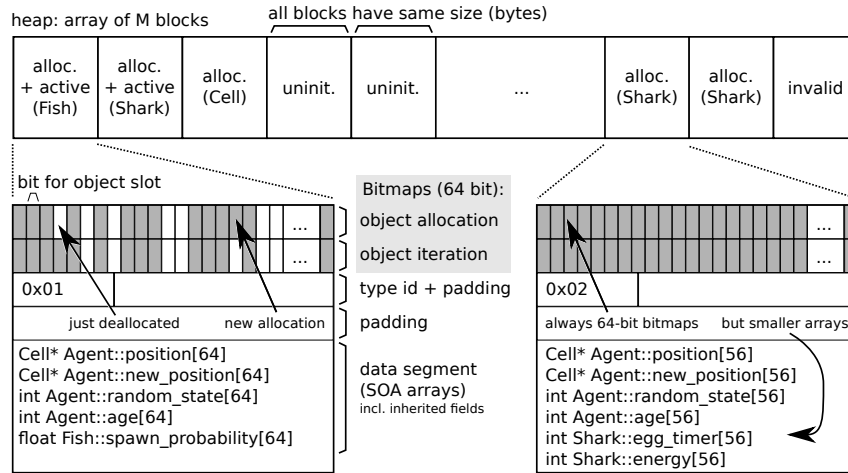 heap: array of M blocks
all blocks have same size (bytes)
alloc.
+ active
(Fish)
alloc.
+ active
(Shark)
alloc.
(Cell)
uninit.
uninit.
...
alloc.
(Shark)
alloc.
(Shark)
invalid
bit for object slot
Bitmaps (64 bit):
object allocation
object iteration
...
...
...
...
0x01
type id + padding
0x02
just deallocated
new allocation
padding
always 64-bit bitmaps
but smaller arrays
Cell* Agent::position[64]
Cell* Agent::new_position[64]
int Agent::random_state[64]
int Agent::age[64]
float Fish::spawn_probability[64]
data segment
(SOA arrays)
incl. inherited fields
Cell* Agent::position[56]
Cell* Agent::new_position[56]
int Agent::random_state[56]
int Agent::age[56]
int Shark::egg_timer[56]
int Shark::energy[56]